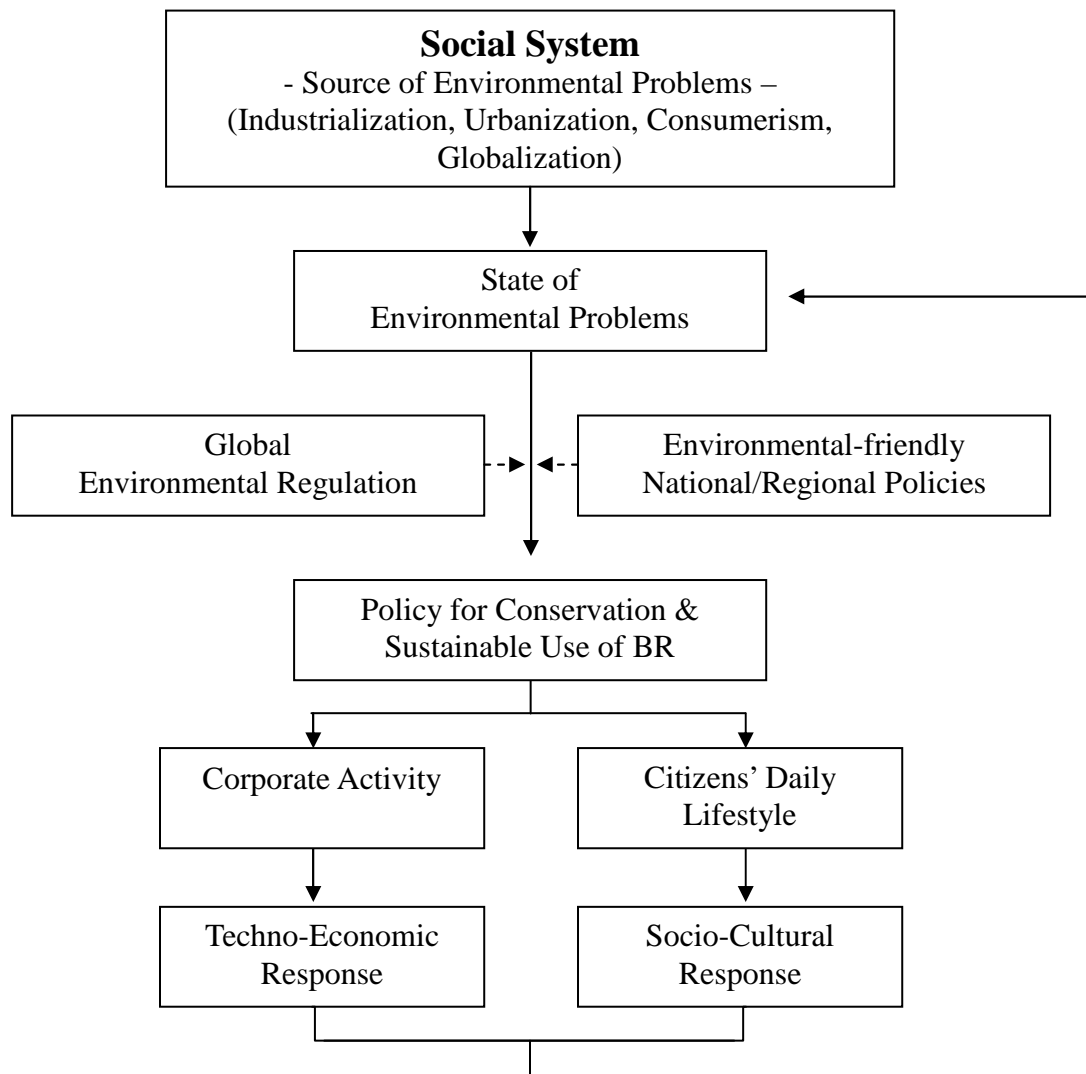 Social System
- Source of Environmental Problems –
(Industrialization, Urbanization, Consumerism,
Globalization)
State of
Environmental Problems
Global
Environmental Regulation
Environmental-friendly
National/Regional Policies
Policy for Conservation &
Sustainable Use of BR
Corporate Activity
Citizens’ Daily
Lifestyle
Techno-Economic
Response
Socio-Cultural
Response